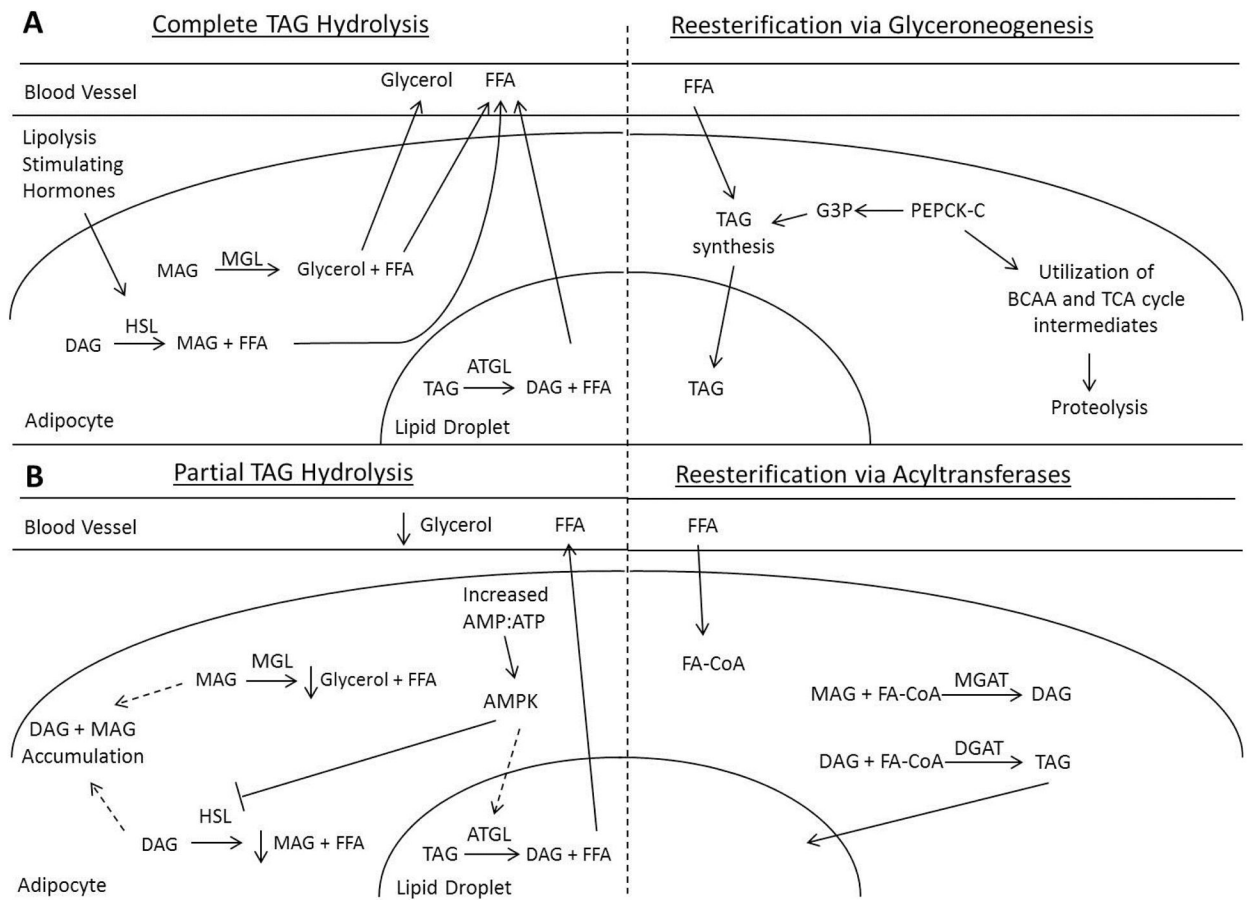 A
Complete TAG Hydrolysis
Reesterification via Glyceroneogenesis
Blood Vessel
Glycerol
FFA
FFA
Lipolysis
Stimulating
Hormones
MAG
MGL
Glycerol + FFA
DAG
HSL
MAG + FFA
TAG
ATGL
DAG + FFA
Lipid Droplet
Adipocyte
TAG
synthesis
G3P
PEPCK-C
Utilization of
BCAA and TCA cycle
intermediates
Proteolysis
TAG
B
Partial TAG Hydrolysis
Reesterification via Acyltransferases
Blood Vessel
Glycerol
FFA
FFA
Increased
AMP:ATP
AMPK
MAG
MGL
Glycerol + FFA
DAG + MAG
Accumulation
HSL
DAG
MAG + FFA
ATGL
TAG
DAG + FFA
Lipid Droplet
Adipocyte
FA-CoA
MAG + FA-CoA
MGAT
DAG
DAG + FA-CoA
DGAT
TAG